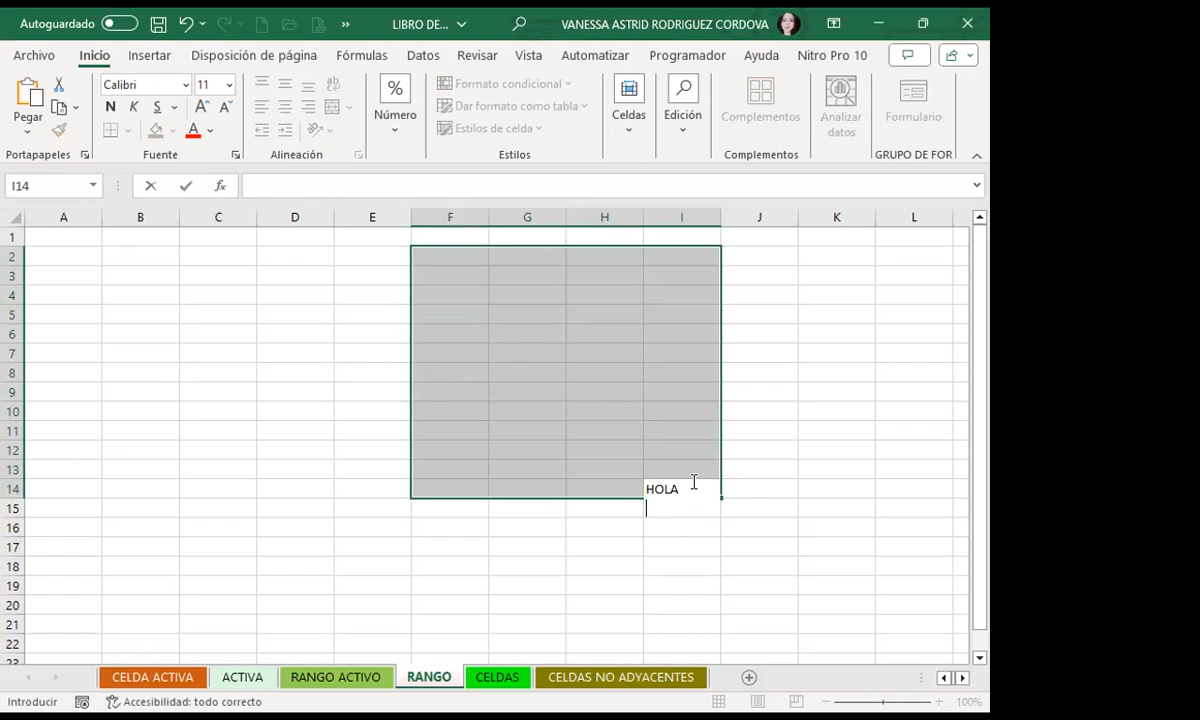 Autoguardado LIBRO DE... VANESSA ASTRID RODRIGUEZ CORDOVA
Archivo Inicio Insertar Disposición de página Fórmulas Datos Revisar Vista Automatizar Programador Ayuda Nitro Pro 10
Pegar
Portapapeles
Calibri 11
N K S
Fuente
Alineación
%
Número
Formato condicional
Dar formato como tabla
Estilos de celda
Estilos
Celdas
Edición
Complementos
Complementos
Analizar datos
Formulario
GRUPO DE FOR
I14 fx
A B C D E F G H I J K L
1
2
3
4
5
6
7
8
9
10
11
12
13
14 HOLA
15
16
17
18
19
20
21
22
23
CELDA ACTIVA ACTIVA RANGO ACTIVO RANGO CELDAS CELDAS NO ADYACENTES
Introducir Accesibilidad: todo correcto 100%